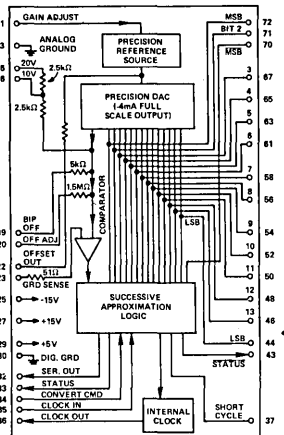 1 GAIN ADJUST
MSB 72
BIT 2 71
MSB 70
3 ANALOG GROUND
PRECISION REFERENCE SOURCE
20V
2.5kΩ
10V
2.5kΩ
PRECISION DAC
(-4mA FULL
SCALE OUTPUT)
3 67
4 65
5 63
6 61
7 58
8 56
9 54
10 52
11 50
12 48
13 46
LSB
LSB 44
STATUS 43
5kΩ
1.5MΩ
COMPARATOR
BIP OFF
20 OFF ADJ
22 OFFSET OUT
23 51Ω
GRD SENSE
25 -15V
27 +15V
29 +5V
30 DIG. GRD
SUCCESSIVE
APPROXIMATION
LOGIC
32 SER. OUT
33 STATUS
34 CONVERT CMD
35 CLOCK IN
36 CLOCK OUT
INTERNAL
CLOCK
SHORT
CYCLE 37